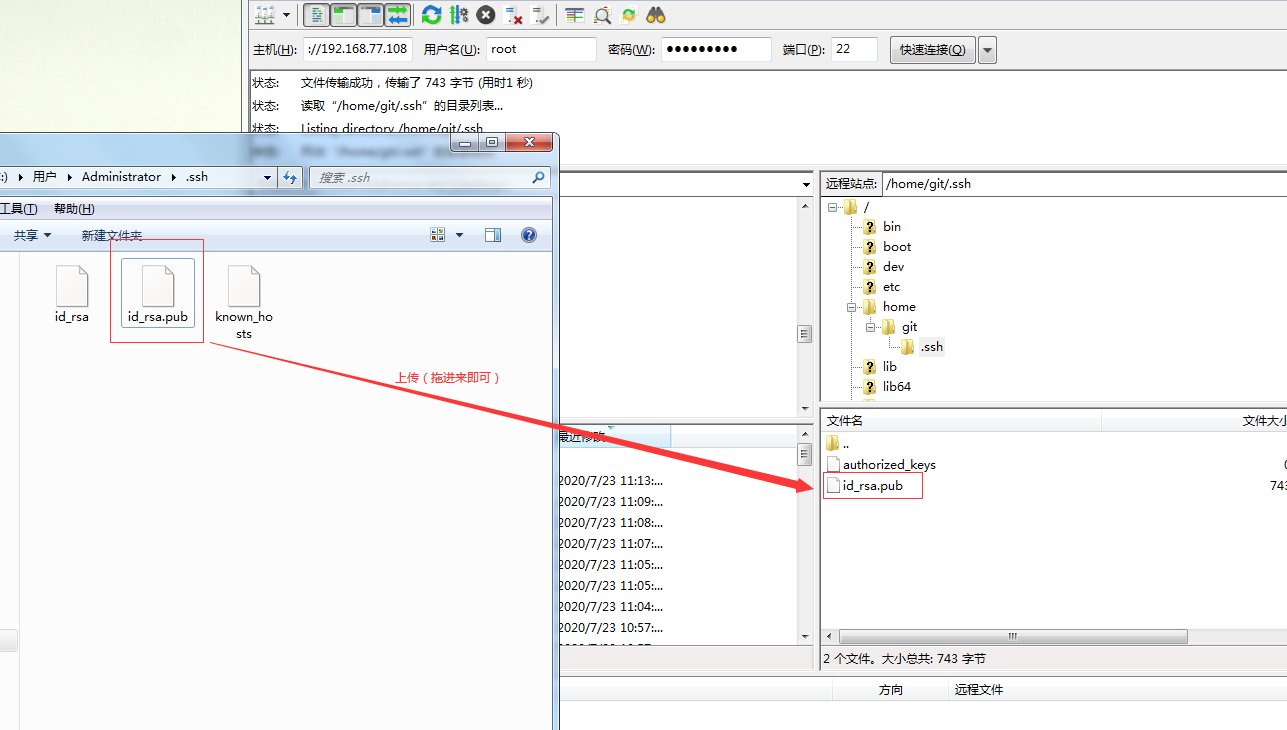 主机(H):
://192.168.77.108
用户名(U):
root
密码(W):
●●●●●●●●●
端口(P):
22
快速连接(Q)
状态: 文件传输成功，传输了 743 字节 (用时1 秒)
状态: 读取“/home/git/.ssh”的目录列表...
状态: Listing directory /home/git/.ssh
:)
用户
Administrator
.ssh
搜索 .ssh
工具(T) 帮助(H)
共享 新建文件夹
id_rsa
id_rsa.pub
known_ho
sts
上传（拖进来即可）
远程站点: /home/git/.ssh
/
bin
boot
dev
etc
home
git
.ssh
lib
lib64
最近修改
2020/7/23 11:13:...
2020/7/23 11:09:...
2020/7/23 11:08:...
2020/7/23 11:07:...
2020/7/23 11:05:...
2020/7/23 11:05:...
2020/7/23 11:04:...
2020/7/23 10:57:...
文件名 文件大小
..
authorized_keys 0
id_rsa.pub 743
2 个文件。大小总共: 743 字节
方向 远程文件